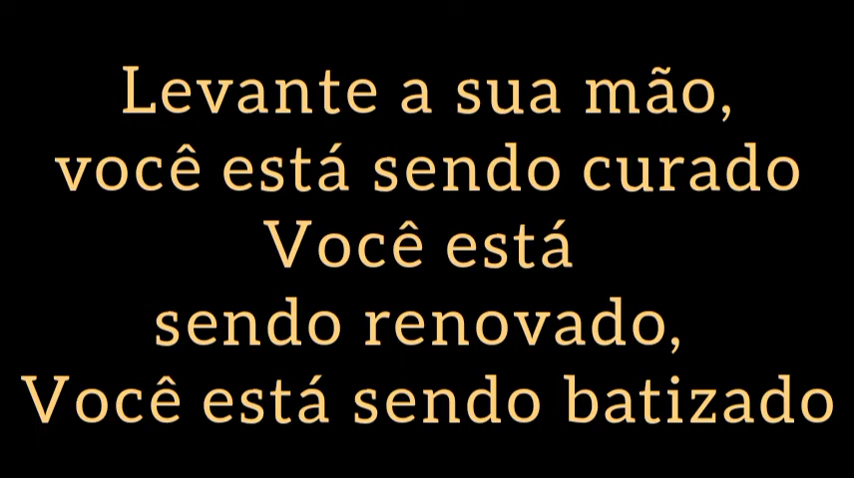 Levante a sua mão,
você está sendo curado
Você está
sendo renovado,
Você está sendo batizado